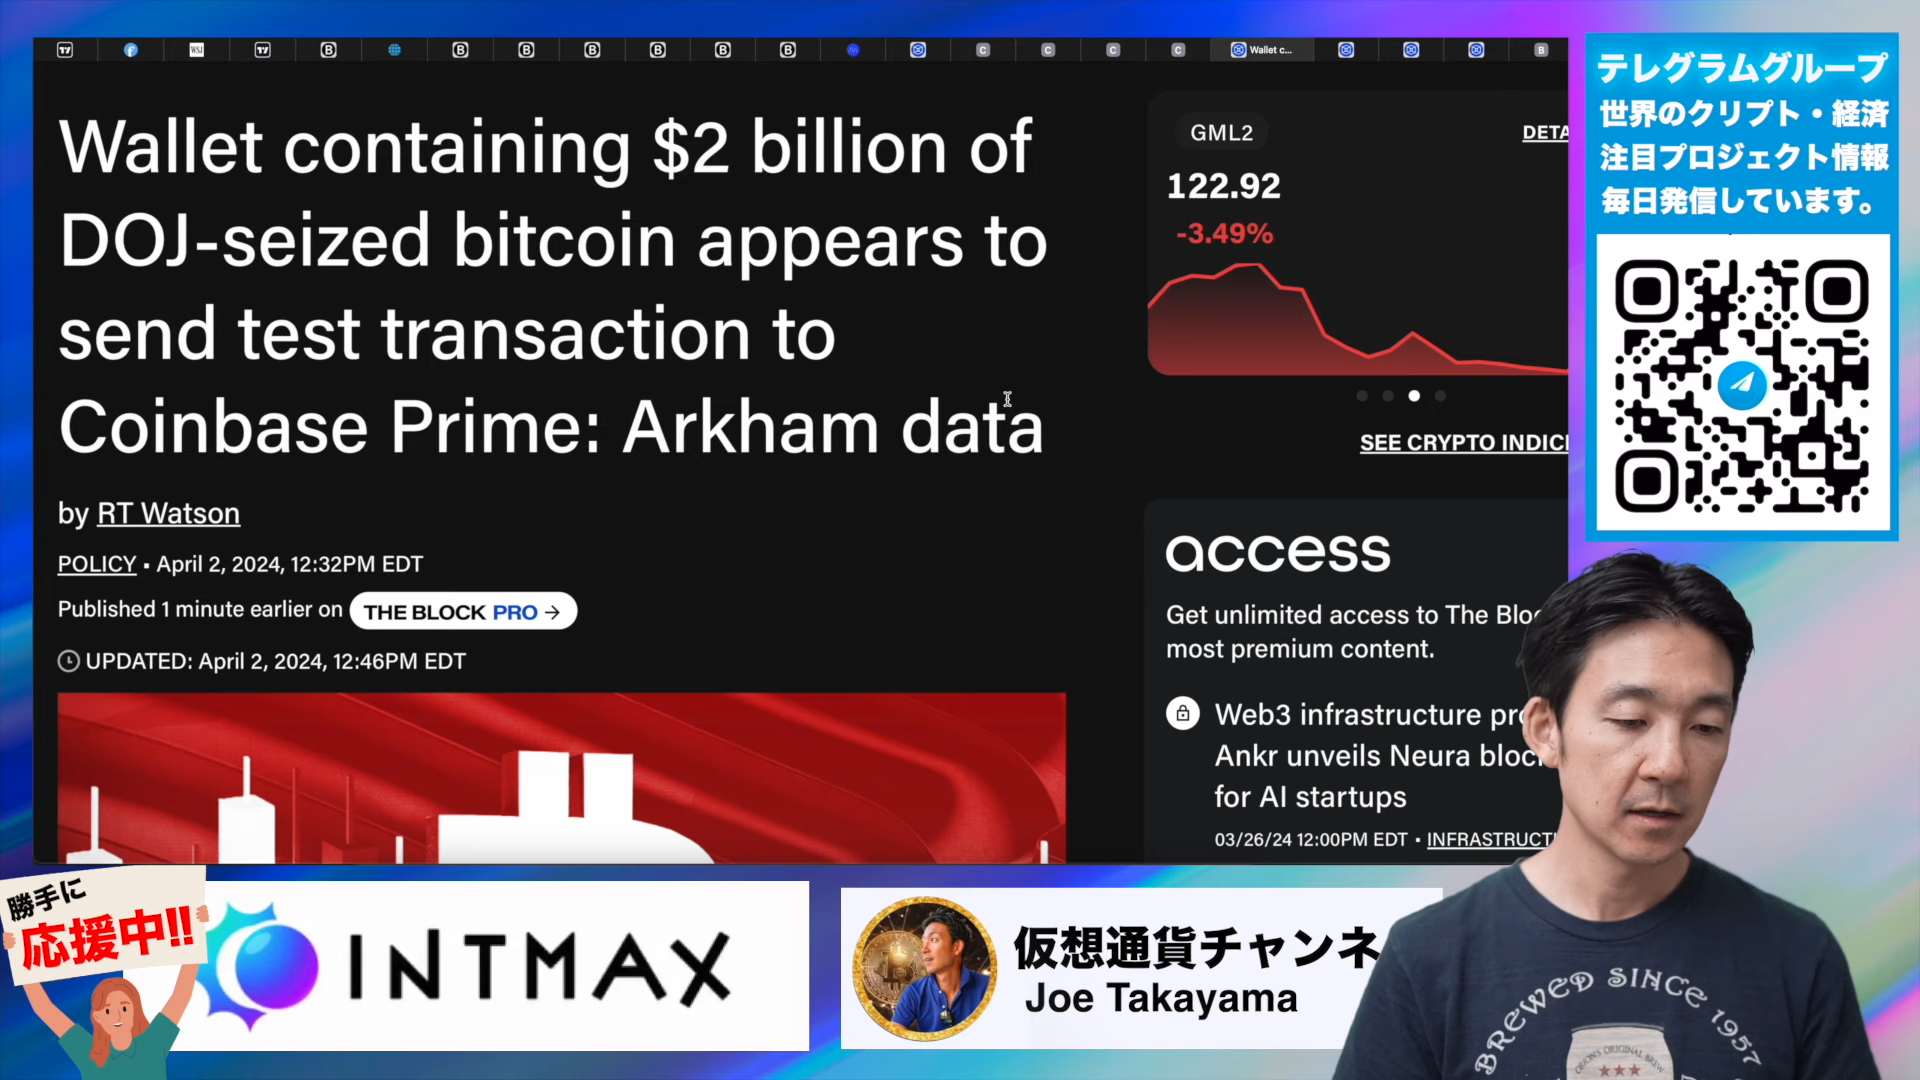 Wallet c...
Wallet containing $2 billion of
DOJ-seized bitcoin appears to
send test transaction to
Coinbase Prime: Arkham data
by RT Watson
POLICY • April 2, 2024, 12:32PM EDT
Published 1 minute earlier on THE BLOCK PRO →
UPDATED: April 2, 2024, 12:46PM EDT
GML2
DETA
122.92
-3.49%
SEE CRYPTO INDIC
access
Get unlimited access to The Blo
most premium content.
Web3 infrastructure pro
Ankr unveils Neura bloc
for AI startups
03/26/24 12:00PM EDT • INFRASTRUCT
テレグラムグループ
世界のクリプト・経済
注目プロジェクト情報
毎日発信しています。
勝手に
応援中!!
INTMAX
仮想通貨チャンネ
Joe Takayama
BREWED SINCE 1957
ORION'S ORIGINAL BREW